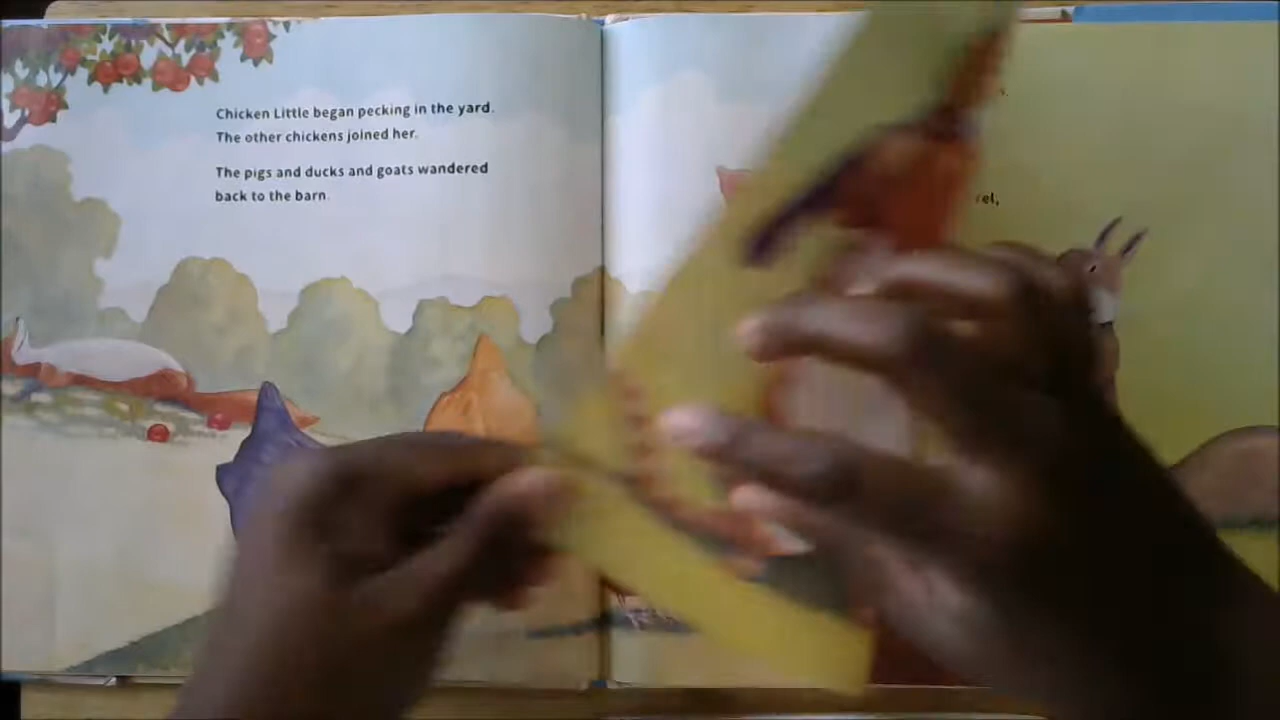 Chicken Little began pecking in the yard.
The other chickens joined her.
The pigs and ducks and goats wandered
back to the barn.